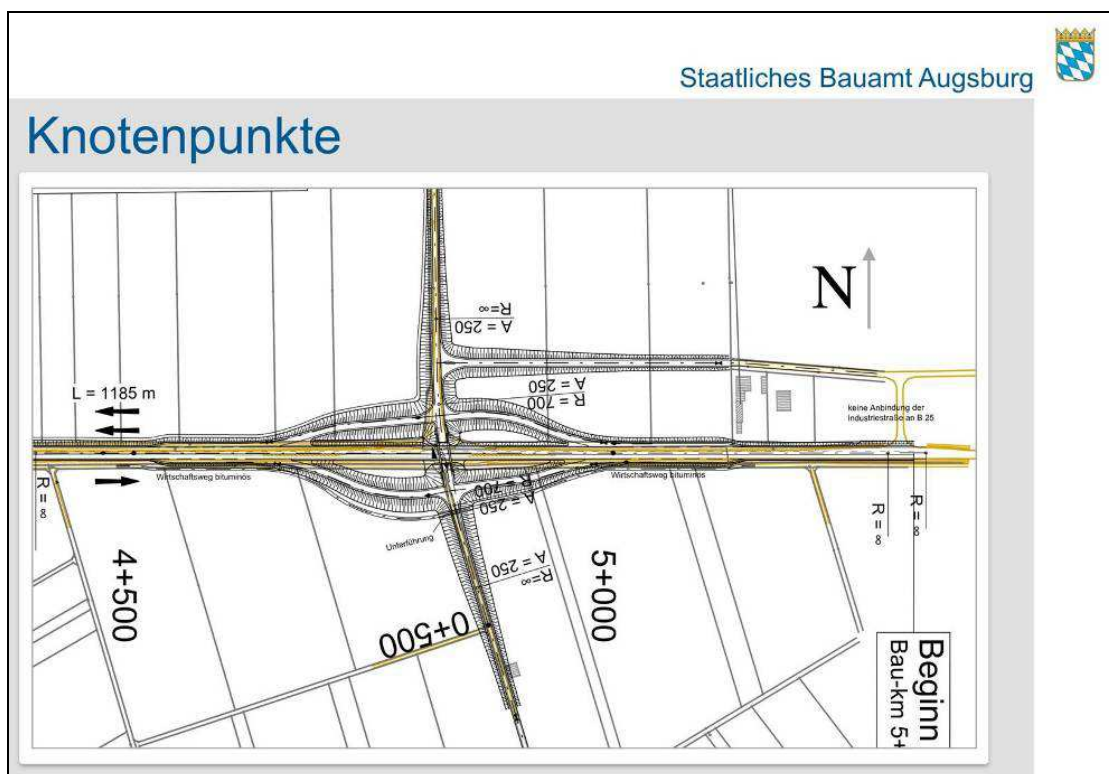 Staatliches Bauamt Augsburg
Knotenpunkte
R=∞
A = 250
N
L = 1185 m
A = 250
R = 700
keine Anbindung der
Industriestraße an B 25
Wirtschaftsweg bituminös
Wirtschaftsweg bituminös
R = ∞
R = 700
A = 250
R = ∞
R = ∞
Unterführung
4+500
A = 250
R=∞
5+000
0+500
Beginn
Bau-km 5+